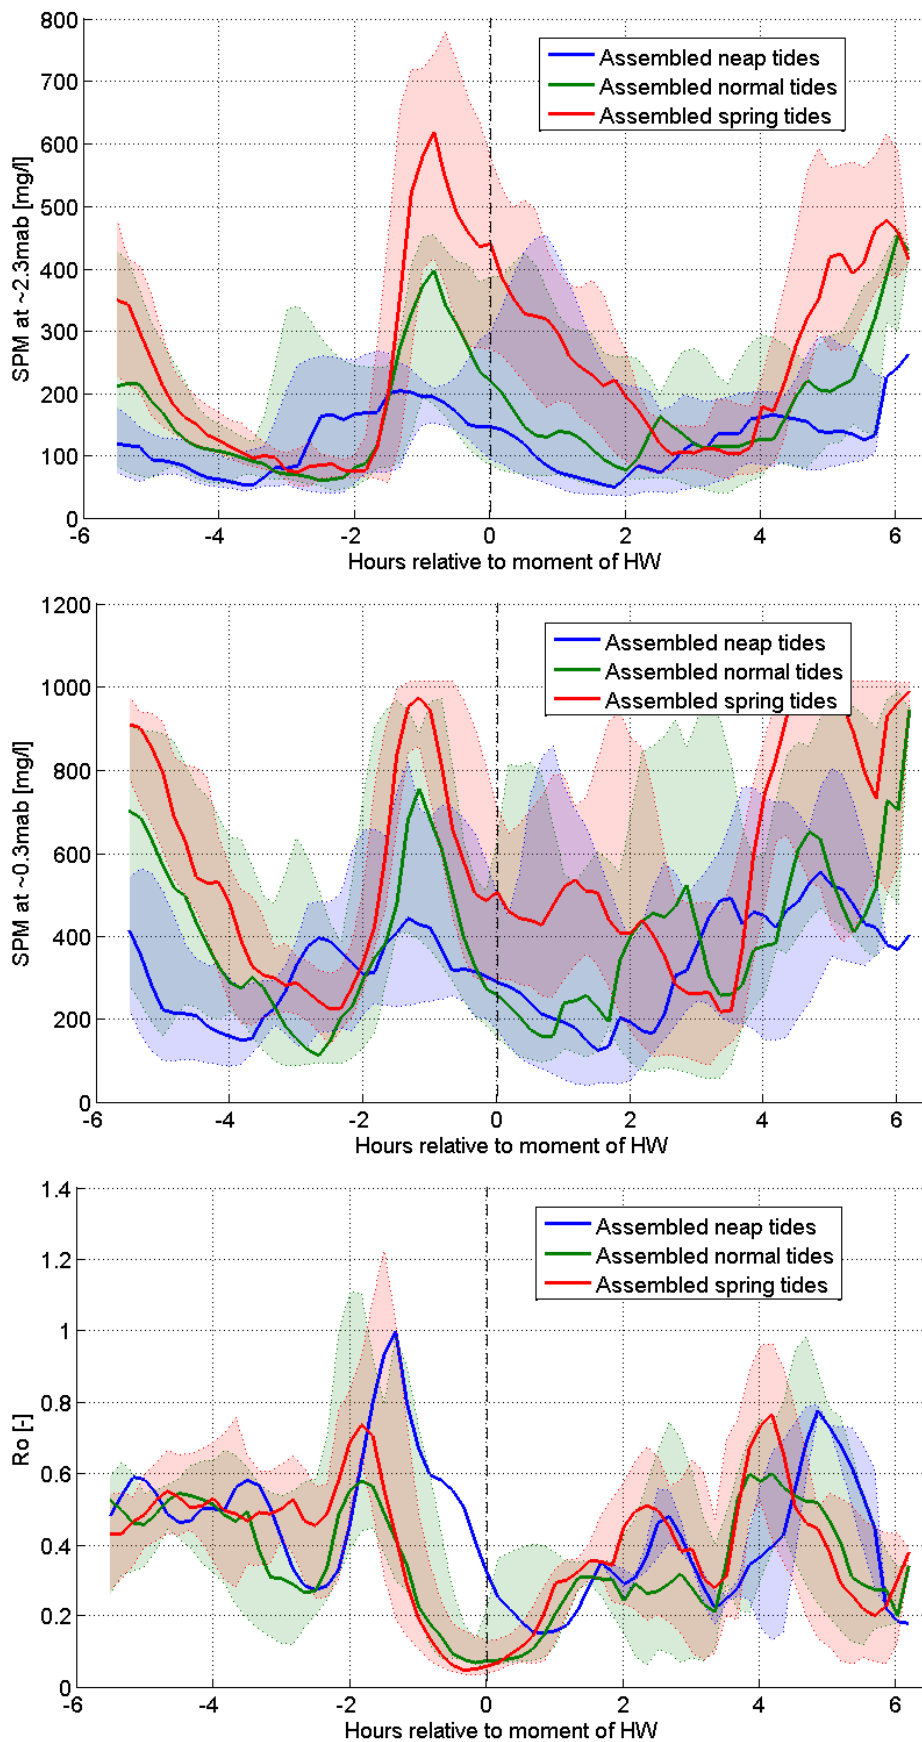 800
700
600
500
400
300
200
100
0
SPM at ~2.3mab [mg/l]
Assembled neap tides
Assembled normal tides
Assembled spring tides
-6 -4 -2 0 2 4 6
Hours relative to moment of HW
1200
1000
800
600
400
200
0
SPM at ~0.3mab [mg/l]
Assembled neap tides
Assembled normal tides
Assembled spring tides
-6 -4 -2 0 2 4 6
Hours relative to moment of HW
1.4
1.2
1
0.8
0.6
0.4
0.2
0
Ro [-]
Assembled neap tides
Assembled normal tides
Assembled spring tides
-6 -4 -2 0 2 4 6
Hours relative to moment of HW